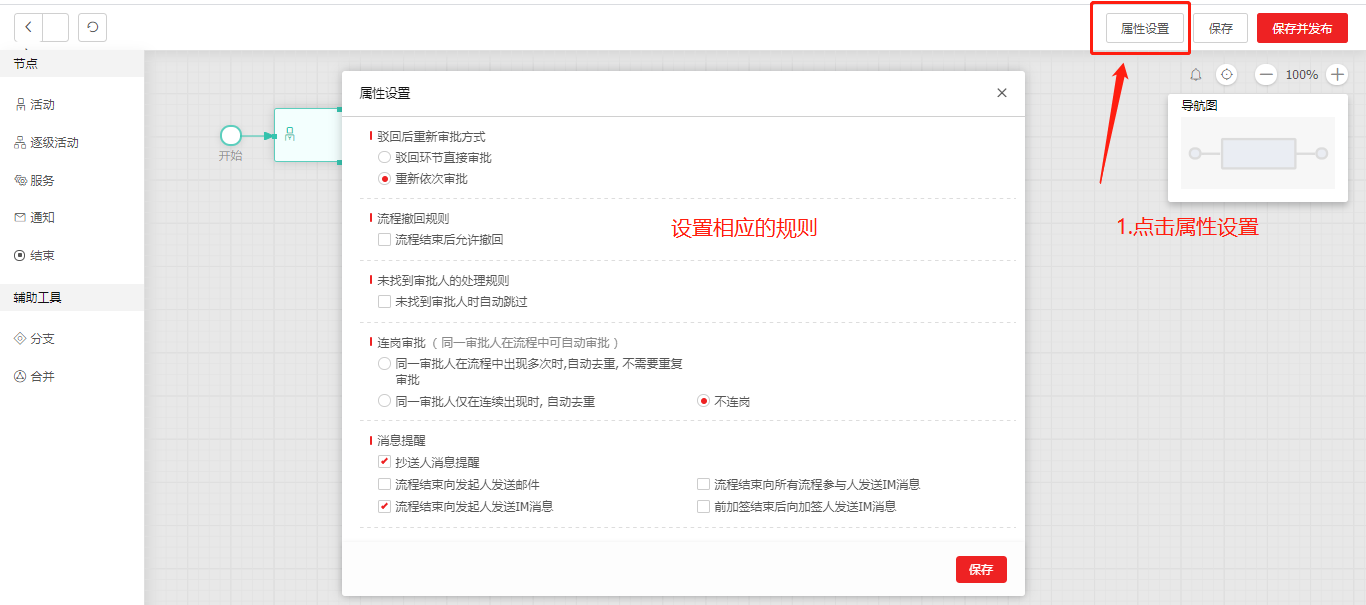 属性设置
保存
保存并发布
节点
活动
逐级活动
服务
通知
结束
辅助工具
分支
合并
开始
100%
导航图
1.点击属性设置
属性设置
驳回后重新审批方式
驳回环节直接审批
重新依次审批
流程撤回规则
流程结束后允许撤回
设置相应的规则
未找到审批人的处理规则
未找到审批人时自动跳过
连岗审批 ( 同一审批人在流程中可自动审批 )
同一审批人在流程中出现多次时,自动去重, 不需要重复
审批
同一审批人仅在连续出现时, 自动去重
不连岗
消息提醒
抄送人消息提醒
流程结束向发起人发送邮件
流程结束向所有流程参与人发送IM消息
流程结束向发起人发送IM消息
前加签结束后向加签人发送IM消息
保存